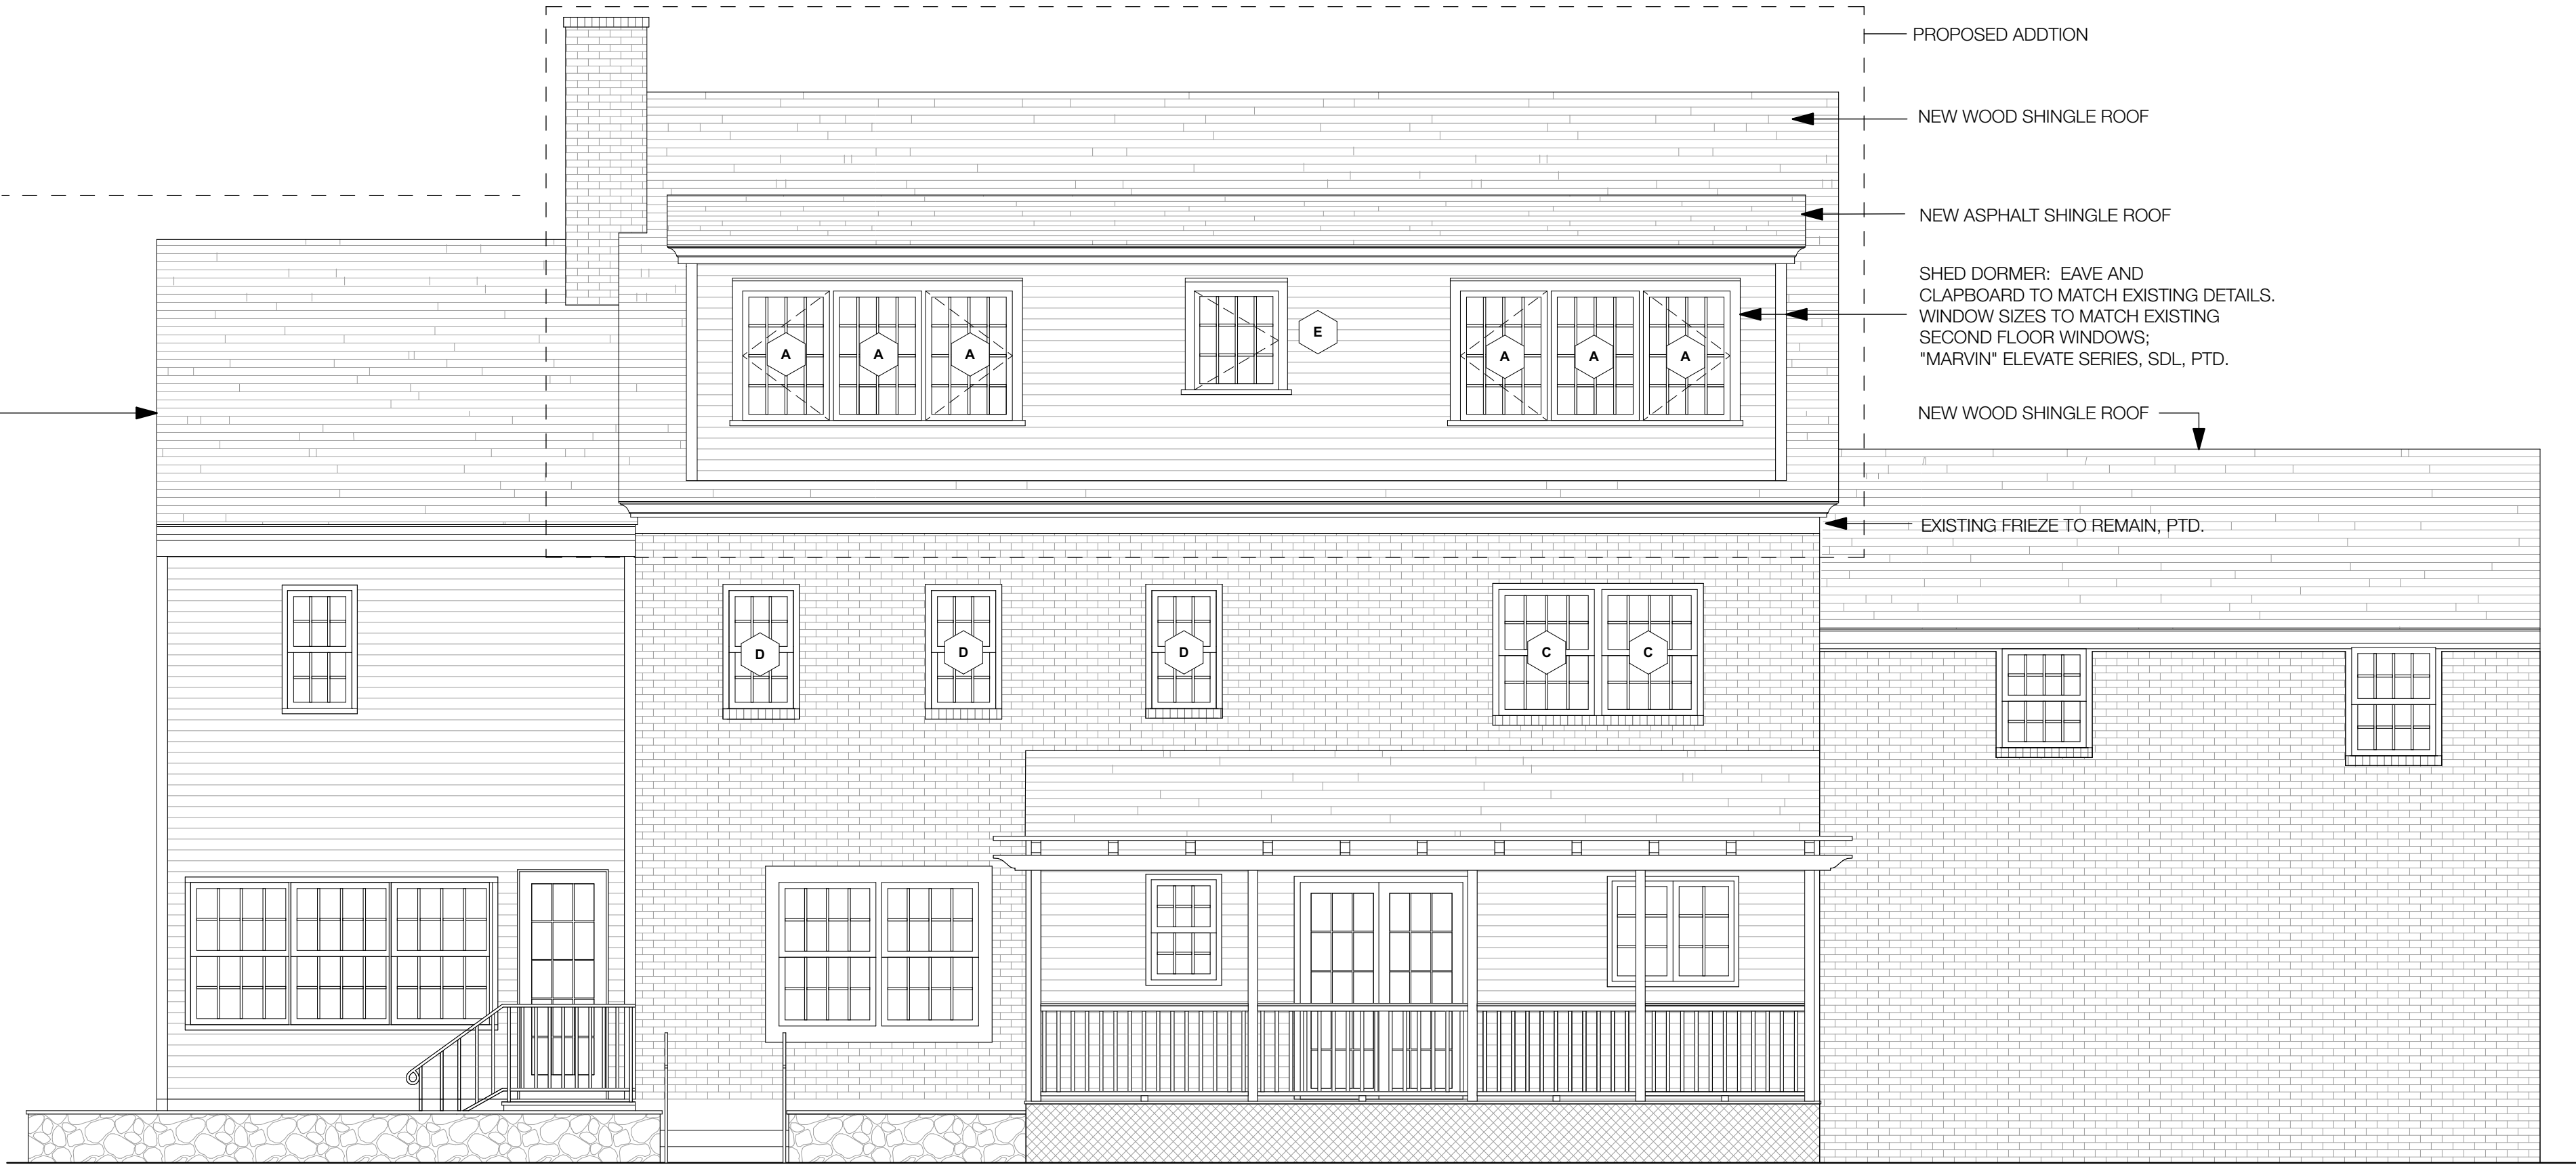 PROPOSED ADDTION
NEW WOOD SHINGLE ROOF
NEW ASPHALT SHINGLE ROOF
SHED DORMER: EAVE AND
CLAPBOARD TO MATCH EXISTING DETAILS.
WINDOW SIZES TO MATCH EXISTING
SECOND FLOOR WINDOWS;
"MARVIN" ELEVATE SERIES, SDL, PTD.
E
A A A A A A
NEW WOOD SHINGLE ROOF
EXISTING FRIEZE TO REMAIN, PTD.
D D D C C